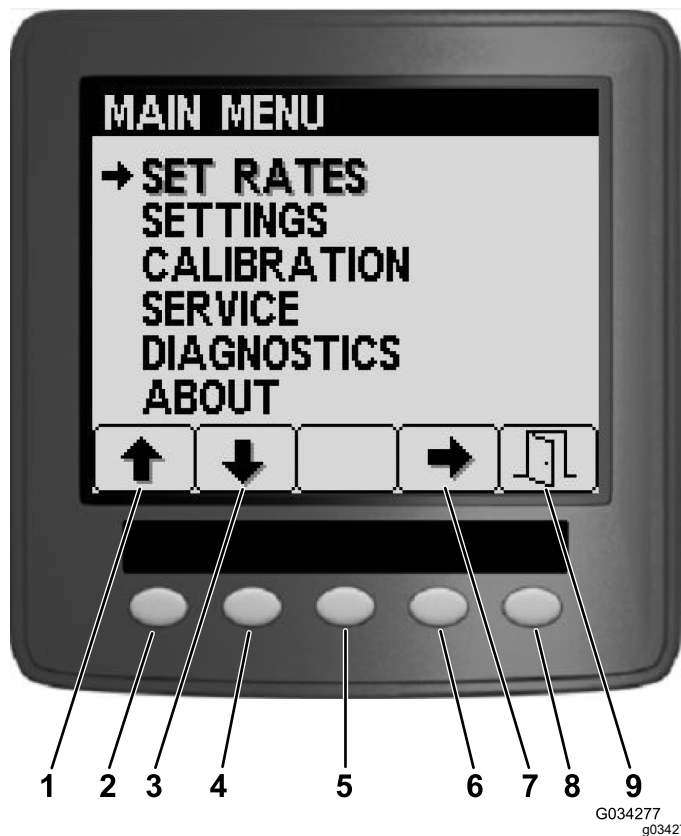 MAIN MENU
SET RATES
SETTINGS
CALIBRATION
SERVICE
DIAGNOSTICS
ABOUT
1 2 3 4 5 6 7 8 9
G034277
g03427